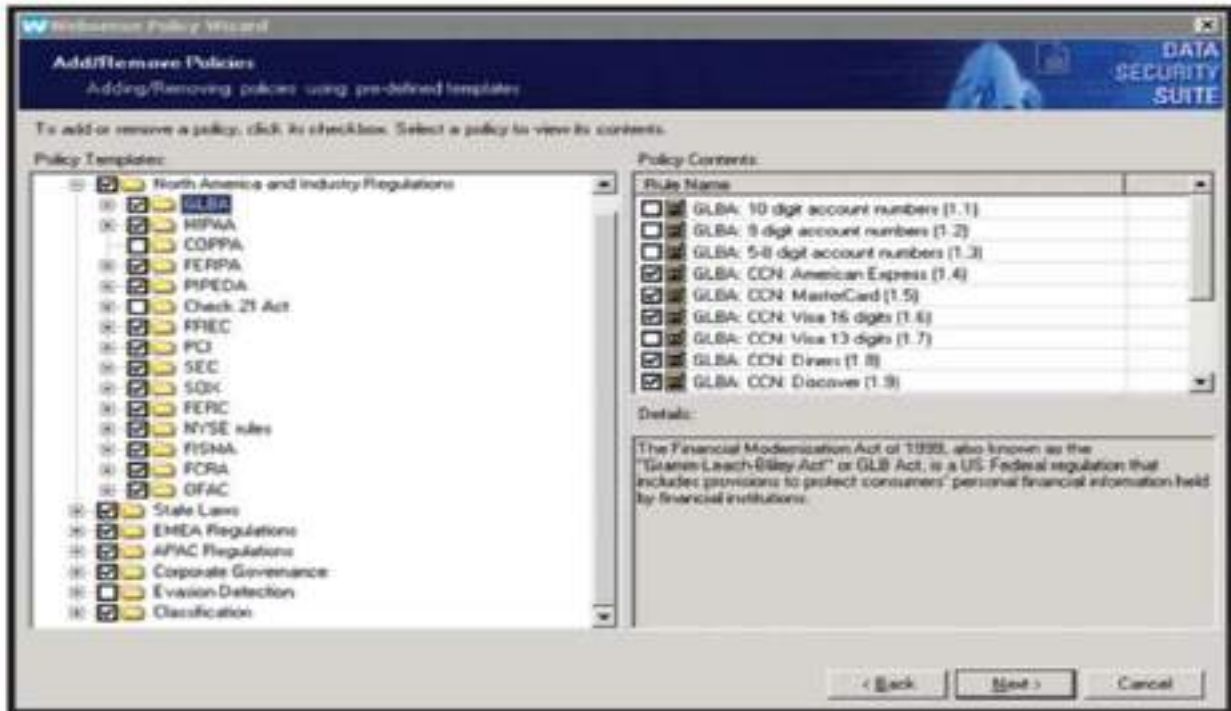 Websense Policy Wizard
Add/Remove Policies
Adding/Removing policies using pre-defined templates
DATA
SECURITY
SUITE
To add or remove a policy, click its checkbox. Select a policy to view its contents.
Policy Templates:
North America and Industry Regulations
GLBA
HIPAA
COPPA
FERPA
PIPEDA
Check 21 Act
FFIEC
PCI
SEC
SOX
FERC
NYSE rules
FISMA
FCRA
OFAC
State Laws
EMEA Regulations
APAC Regulations
Corporate Governance
Evasion Detection
Classification
Policy Contents:
Rule Name
GLBA: 10 digit account numbers (1.1)
GLBA: 9 digit account numbers (1.2)
GLBA: 5-8 digit account numbers (1.3)
GLBA: CCN: American Express (1.4)
GLBA: CCN: MasterCard (1.5)
GLBA: CCN: Visa 16 digits (1.6)
GLBA: CCN: Visa 13 digits (1.7)
GLBA: CCN: Diners (1.8)
GLBA: CCN: Discover (1.9)
Details:
The Financial Modernization Act of 1999, also known as the
"Gramm-Leach-Bliley Act" or GLB Act, is a US Federal regulation that
includes provisions to protect consumers' personal financial information held
by financial institutions.
< Back
Next >
Cancel